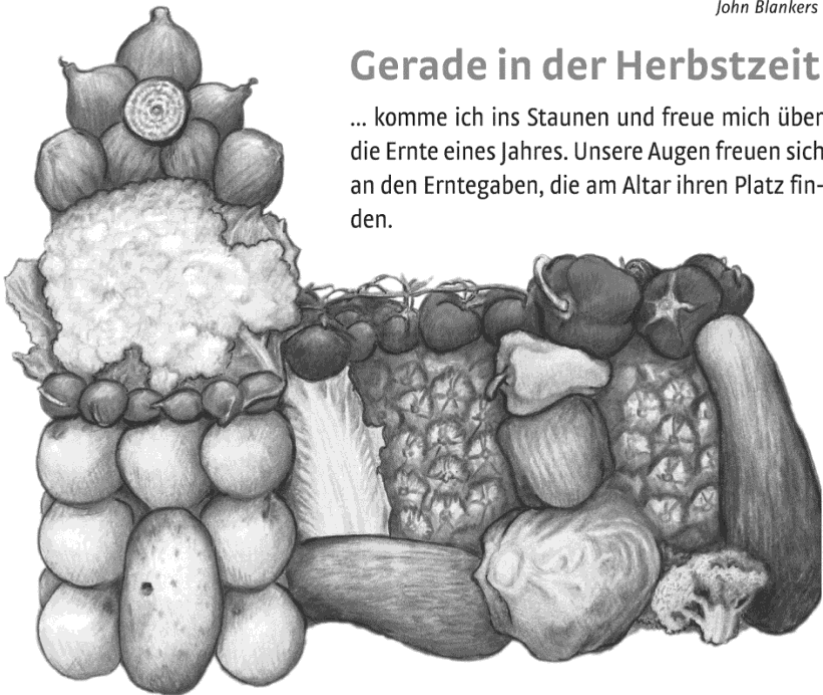 John Blankers
Gerade in der Herbstzeit
... komme ich ins Staunen und freue mich über
die Ernte eines Jahres. Unsere Augen freuen sich
an den Erntegaben, die am Altar ihren Platz fin-
den.